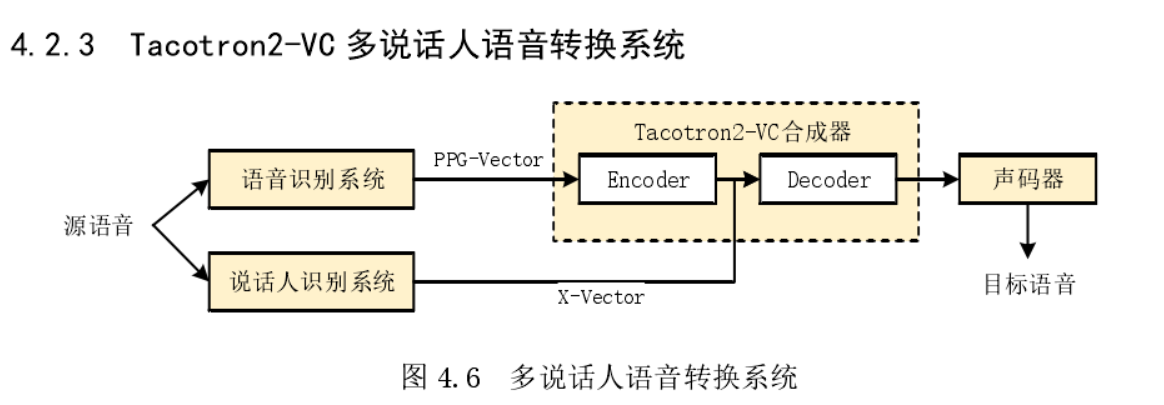 4.2.3 Tacotron2-VC 多说话人语音转换系统
Tacotron2-VC合成器
语音识别系统
PPG-Vector
Encoder
Decoder
声码器
源语音
说话人识别系统
X-Vector
目标语音
图 4.6 多说话人语音转换系统